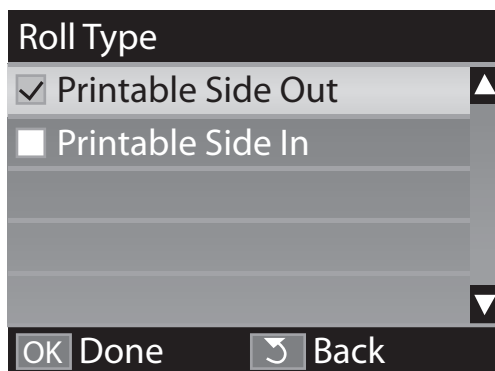 Roll Type
Printable Side Out
Printable Side In
OK Done Back